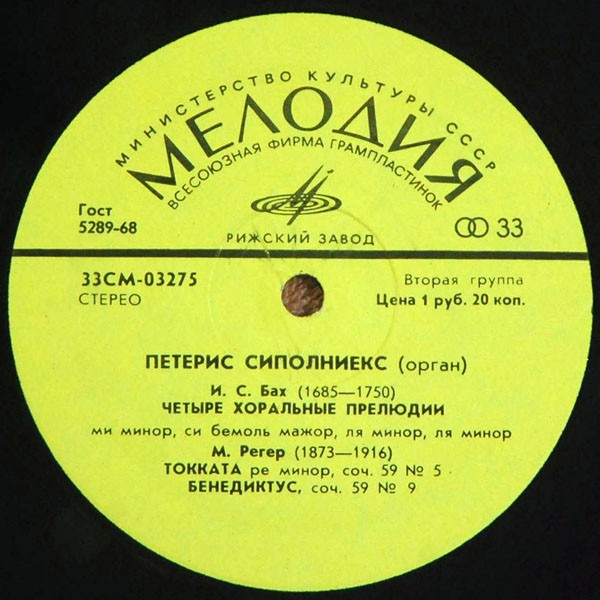 МИНИСТЕРСТВО КУЛЬТУРЫ СССР
МЕЛОДИЯ
ВСЕСОЮЗНАЯ ФИРМА ГРАМПЛАСТИНОК
Гост
5289-68
33
РИЖСКИЙ ЗАВОД
33СМ-03275
СТЕРЕО
Вторая группа
Цена 1 руб. 20 коп.
ПЕТЕРИС СИПОЛНИЕКС (орган)
И. С. Бах (1685—1750)
ЧЕТЫРЕ ХОРАЛЬНЫЕ ПРЕЛЮДИИ
ми минор, си бемоль мажор, ля минор, ля минор
М. Регер (1873—1916)
ТОККАТА ре минор, соч. 59 № 5
БЕНЕДИКТУС, соч. 59 № 9